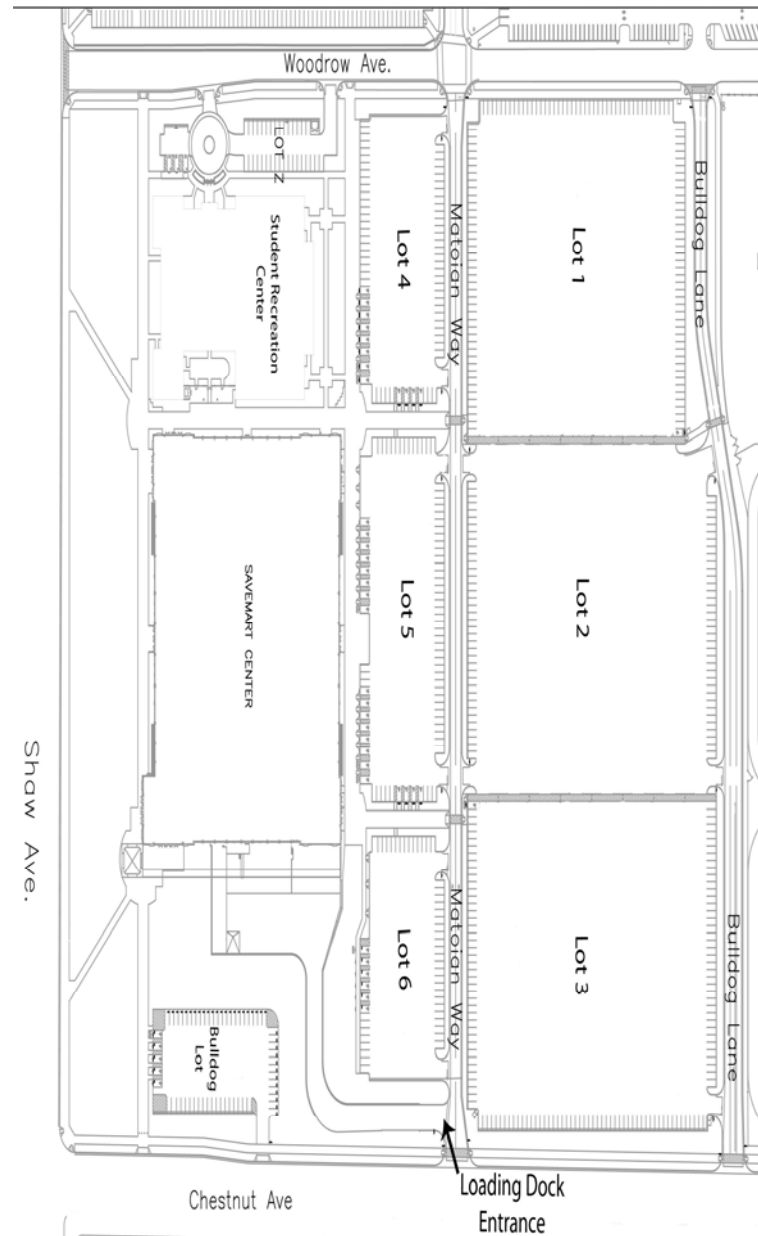 Woodrow Ave.
LOT Z
Student Recreation
Center
Lot 4
Matoian Way
Lot 1
Bulldog Lane
SAVEMART CENTER
Lot 5
Lot 2
Shaw Ave.
Lot 6
Matoian Way
Lot 3
Bulldog Lane
Bulldog
Lot
Chestnut Ave
Loading Dock
Entrance